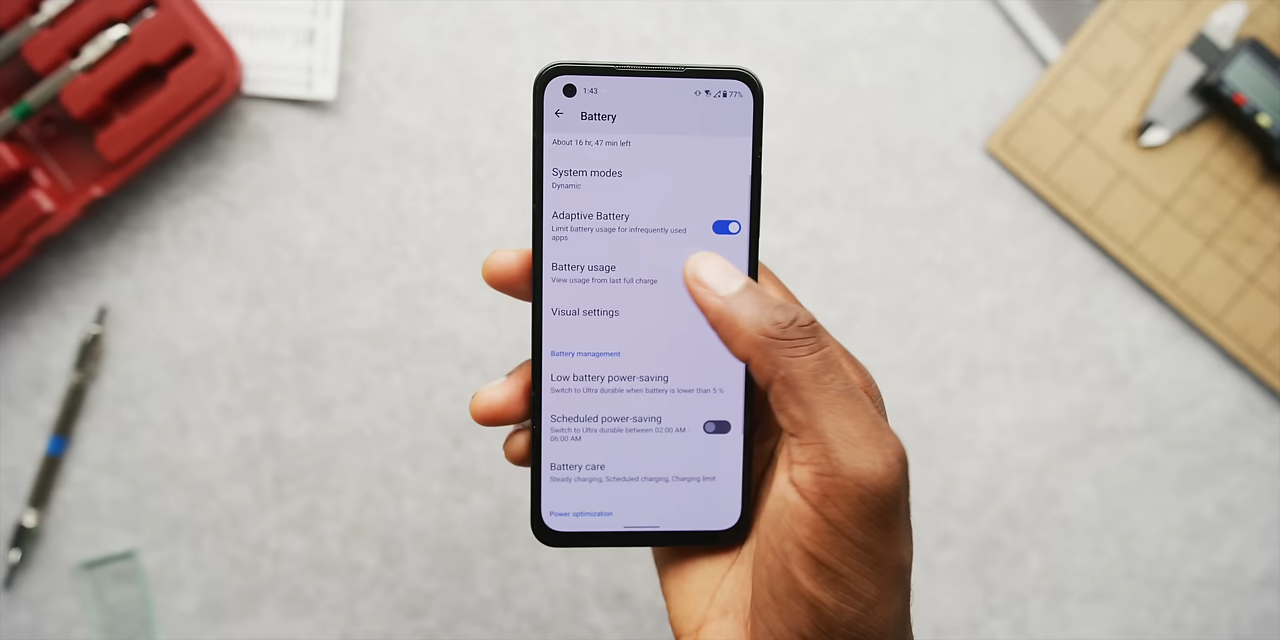 1:43
77%
Battery
About 16 hr, 47 min left
System modes
Dynamic
Adaptive Battery
Limit battery usage for infrequently used
apps
Battery usage
View usage from last full charge
Visual settings
Battery management
Low battery power-saving
Switch to Ultra durable when battery is lower than 5 %
Scheduled power-saving
Switch to Ultra durable between 02:00 AM -
06:00 AM
Battery care
Steady charging, Scheduled charging, Charging limit
Power optimization